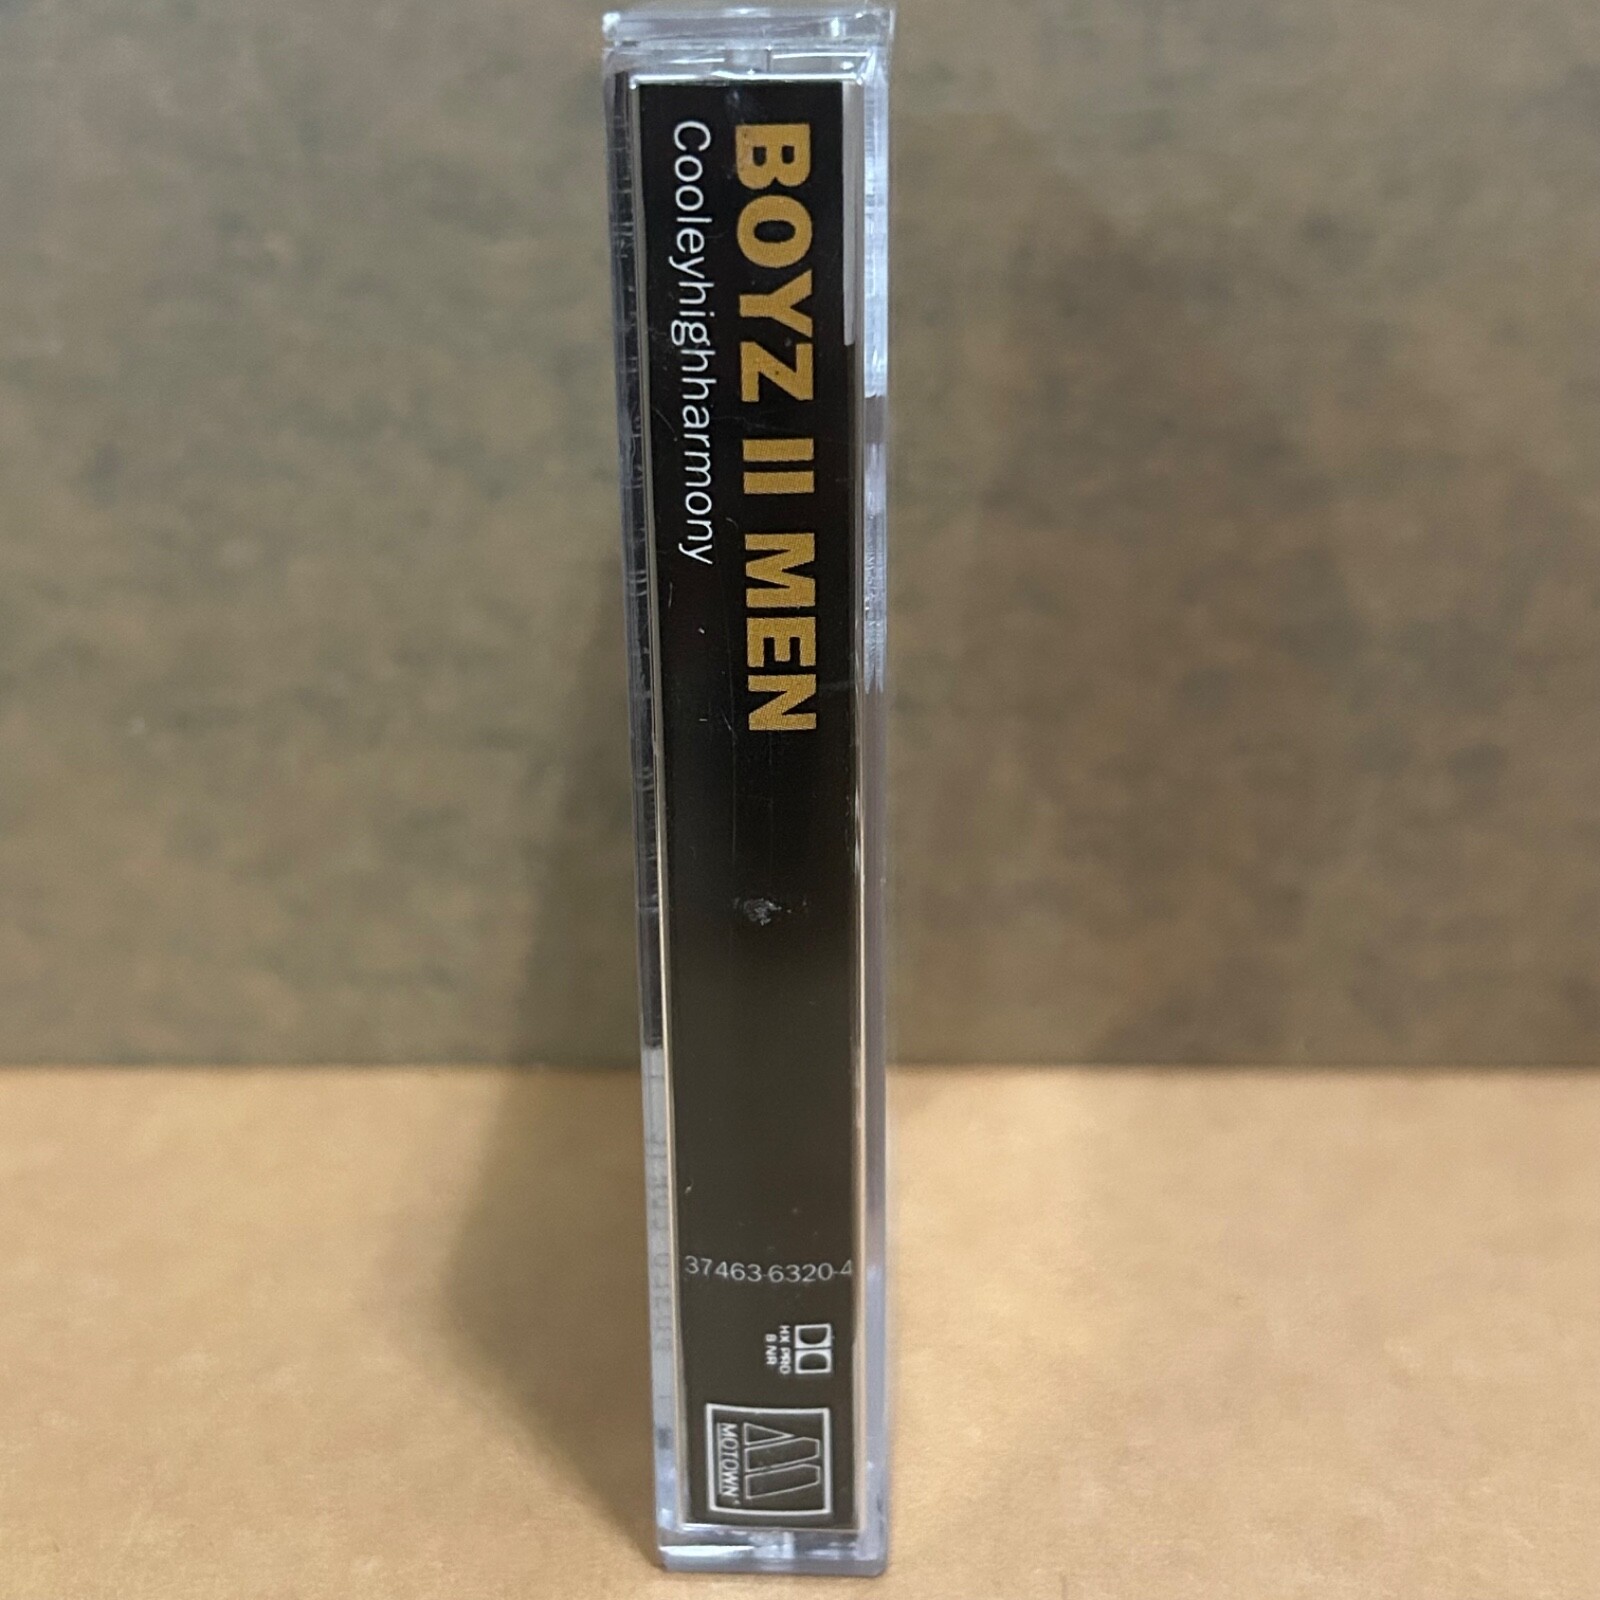 BOYZ II MEN
Cooleyhighharmony
37463-6320-4
HX PRO
B NR
MOTOWN